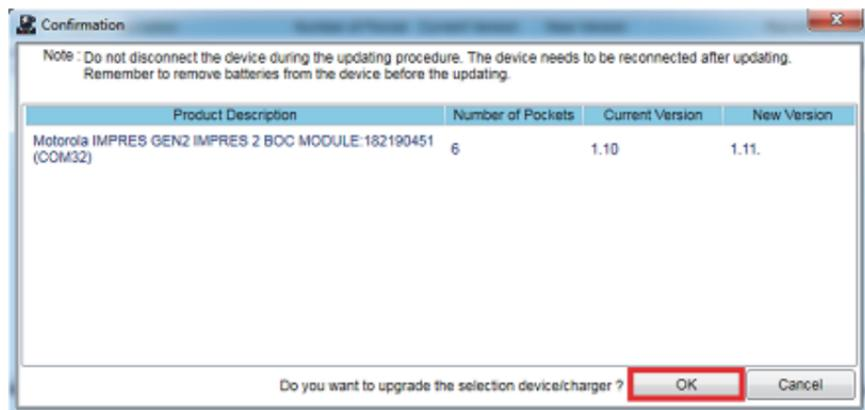 Confirmation
Note : Do not disconnect the device during the updating procedure. The device needs to be reconnected after updating.
Remember to remove batteries from the device before the updating.
Product Description Number of Pockets Current Version New Version
Motorola IMPRES GEN2 IMPRES 2 BOC MODULE:182190451 6 1.10 1.11.
(COM32)
Do you want to upgrade the selection device/charger ? OK Cancel